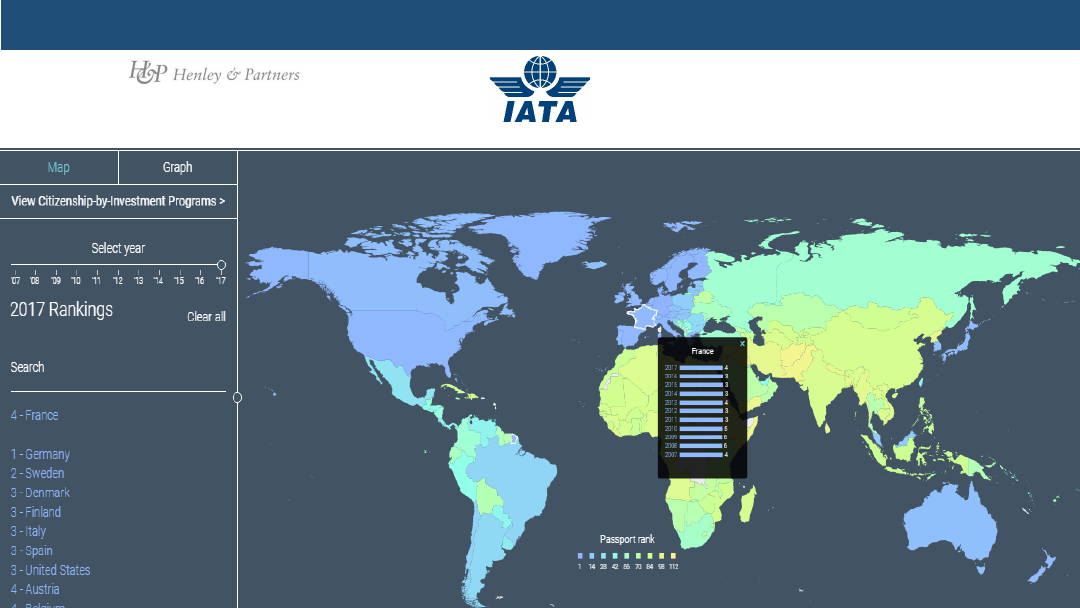 H&P Henley & Partners
IATA
Map
Graph
View Citizenship-by-Investment Programs >
Select year
'07 '08 '09 '10 '11 '12 '13 '14 '15 '16 '17
2017 Rankings
Clear all
Search
4 - France
1 - Germany
2 - Sweden
3 - Denmark
3 - Finland
3 - Italy
3 - Spain
3 - United States
4 - Austria
4 - Belgium
X
France
2017 4
2016 3
2015 3
2014 3
2013 4
2012 3
2011 3
2010 5
2009 6
2008 6
2007 4
Passport rank
1 14 28 42 56 70 84 98 112